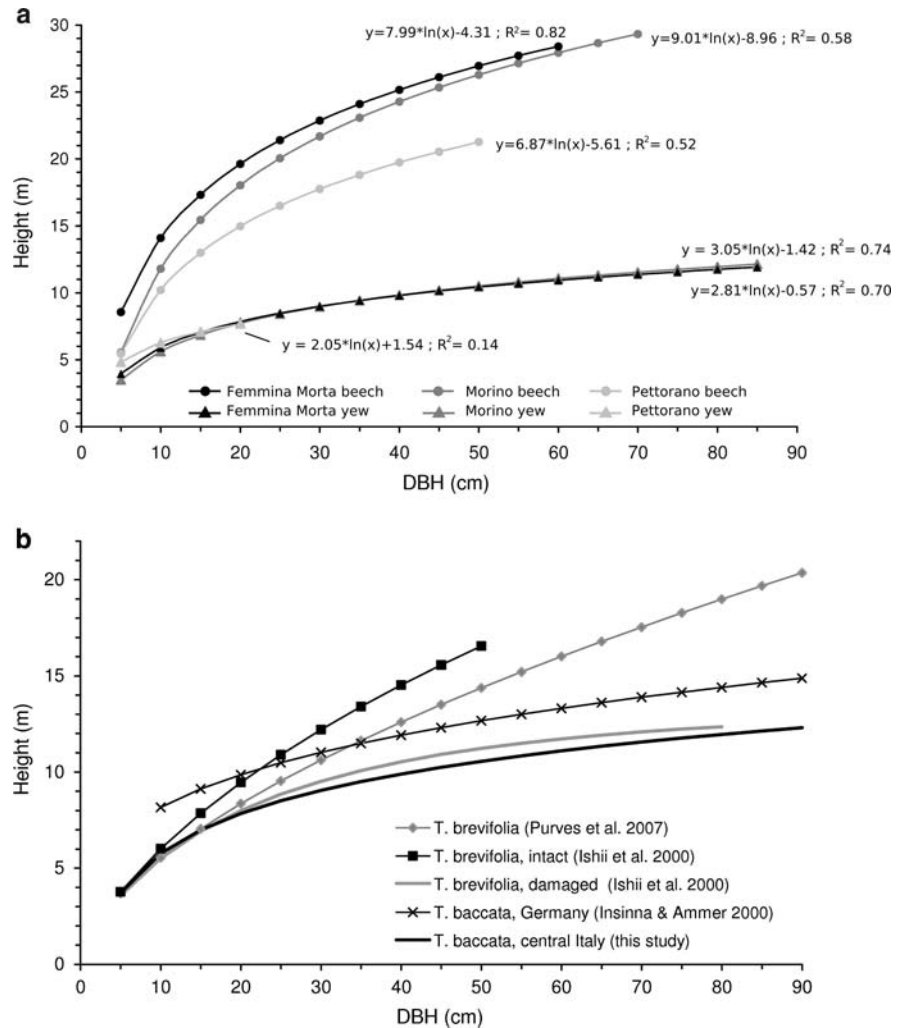 a
y=7.99*ln(x)-4.31 ; R²= 0.82
y=9.01*ln(x)-8.96 ; R²= 0.58
y=6.87*ln(x)-5.61 ; R²= 0.52
y = 3.05*ln(x)-1.42 ; R²= 0.74
y=2.81*ln(x)-0.57 ; R²= 0.70
y = 2.05*ln(x)+1.54 ; R²= 0.14
Height (m)
30
25
20
15
10
5
0
Femmina Morta beech
Morino beech
Pettorano beech
Femmina Morta yew
Morino yew
Pettorano yew
0 10 20 30 40 50 60 70 80 90
DBH (cm)
b
Height (m)
20
15
10
5
0
T. brevifolia (Purves et al. 2007)
T. brevifolia, intact (Ishii et al. 2000)
T. brevifolia, damaged (Ishii et al. 2000)
T. baccata, Germany (Insinna & Ammer 2000)
T. baccata, central Italy (this study)
0 10 20 30 40 50 60 70 80 90
DBH (cm)